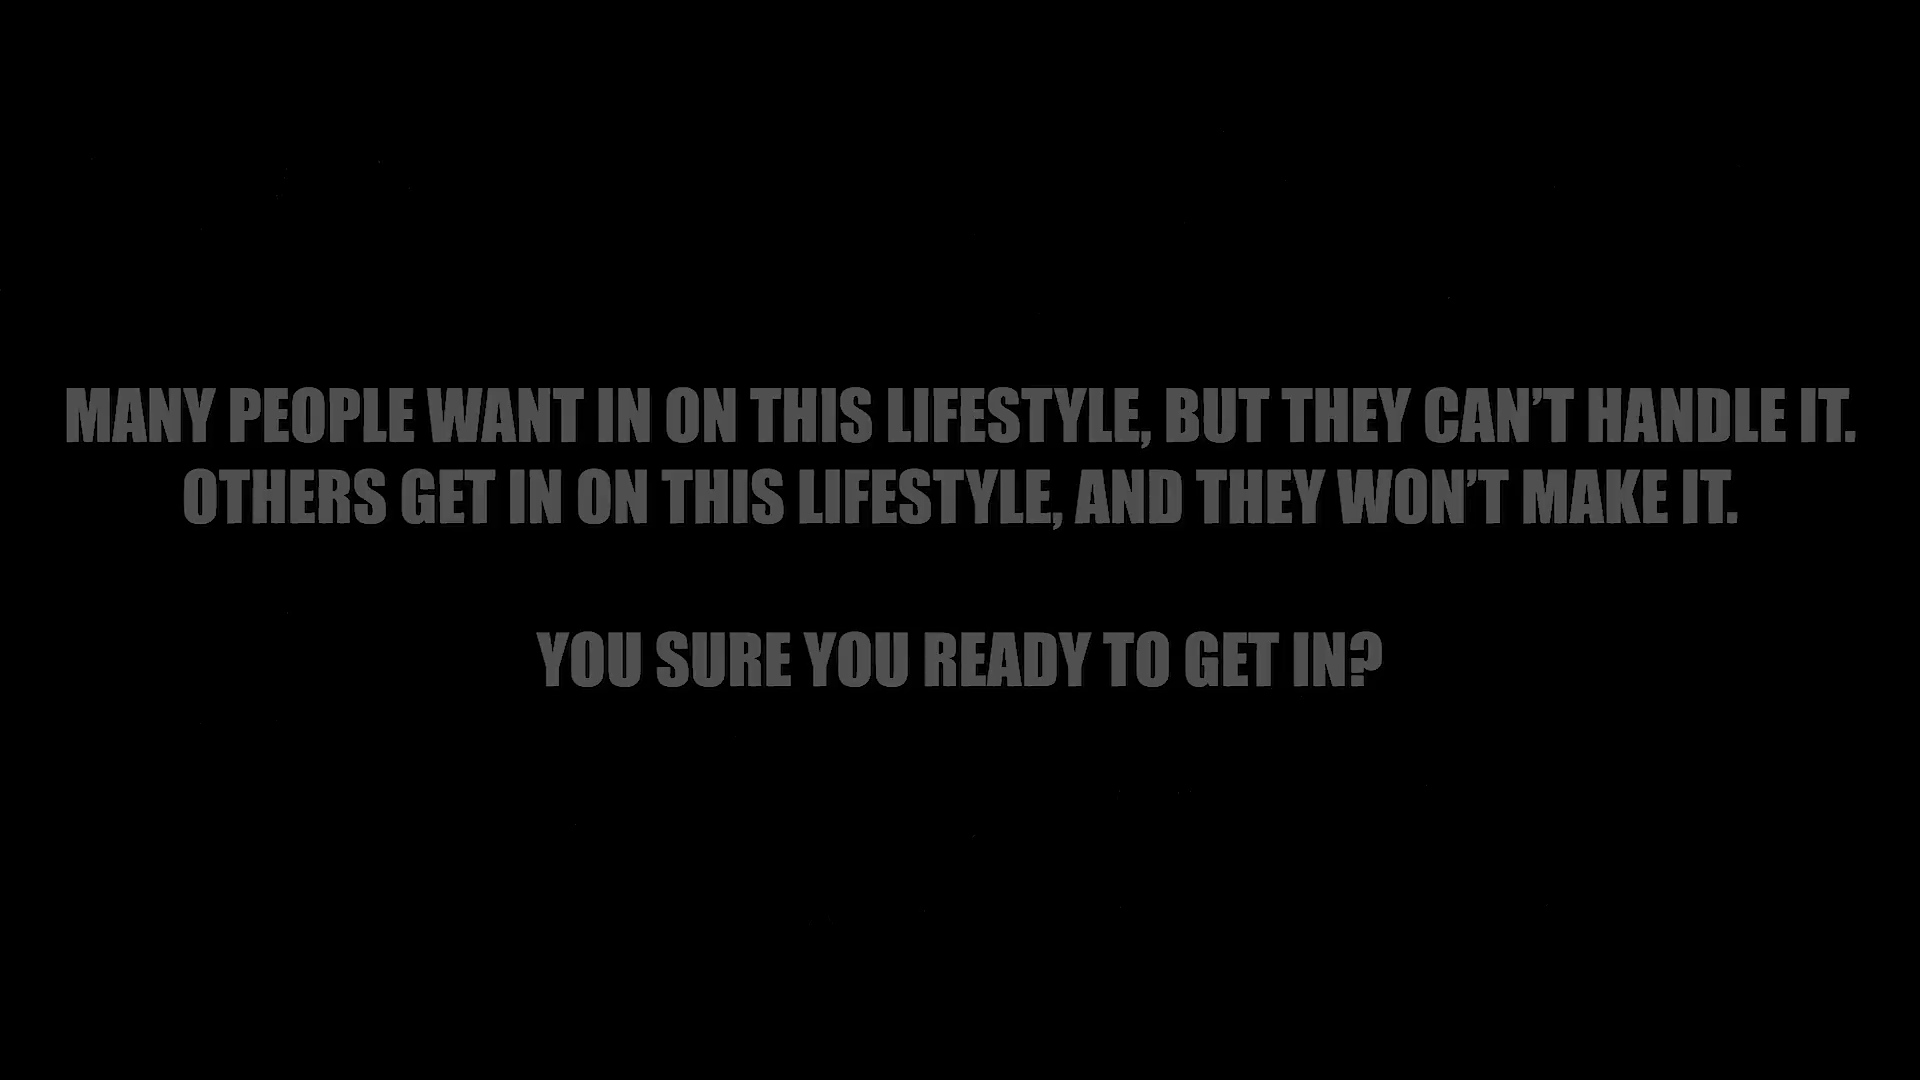 MANY PEOPLE WANT IN ON THIS LIFESTYLE, BUT THEY CAN’T HANDLE IT.
OTHERS GET IN ON THIS LIFESTYLE, AND THEY WON’T MAKE IT.
YOU SURE YOU READY TO GET IN?